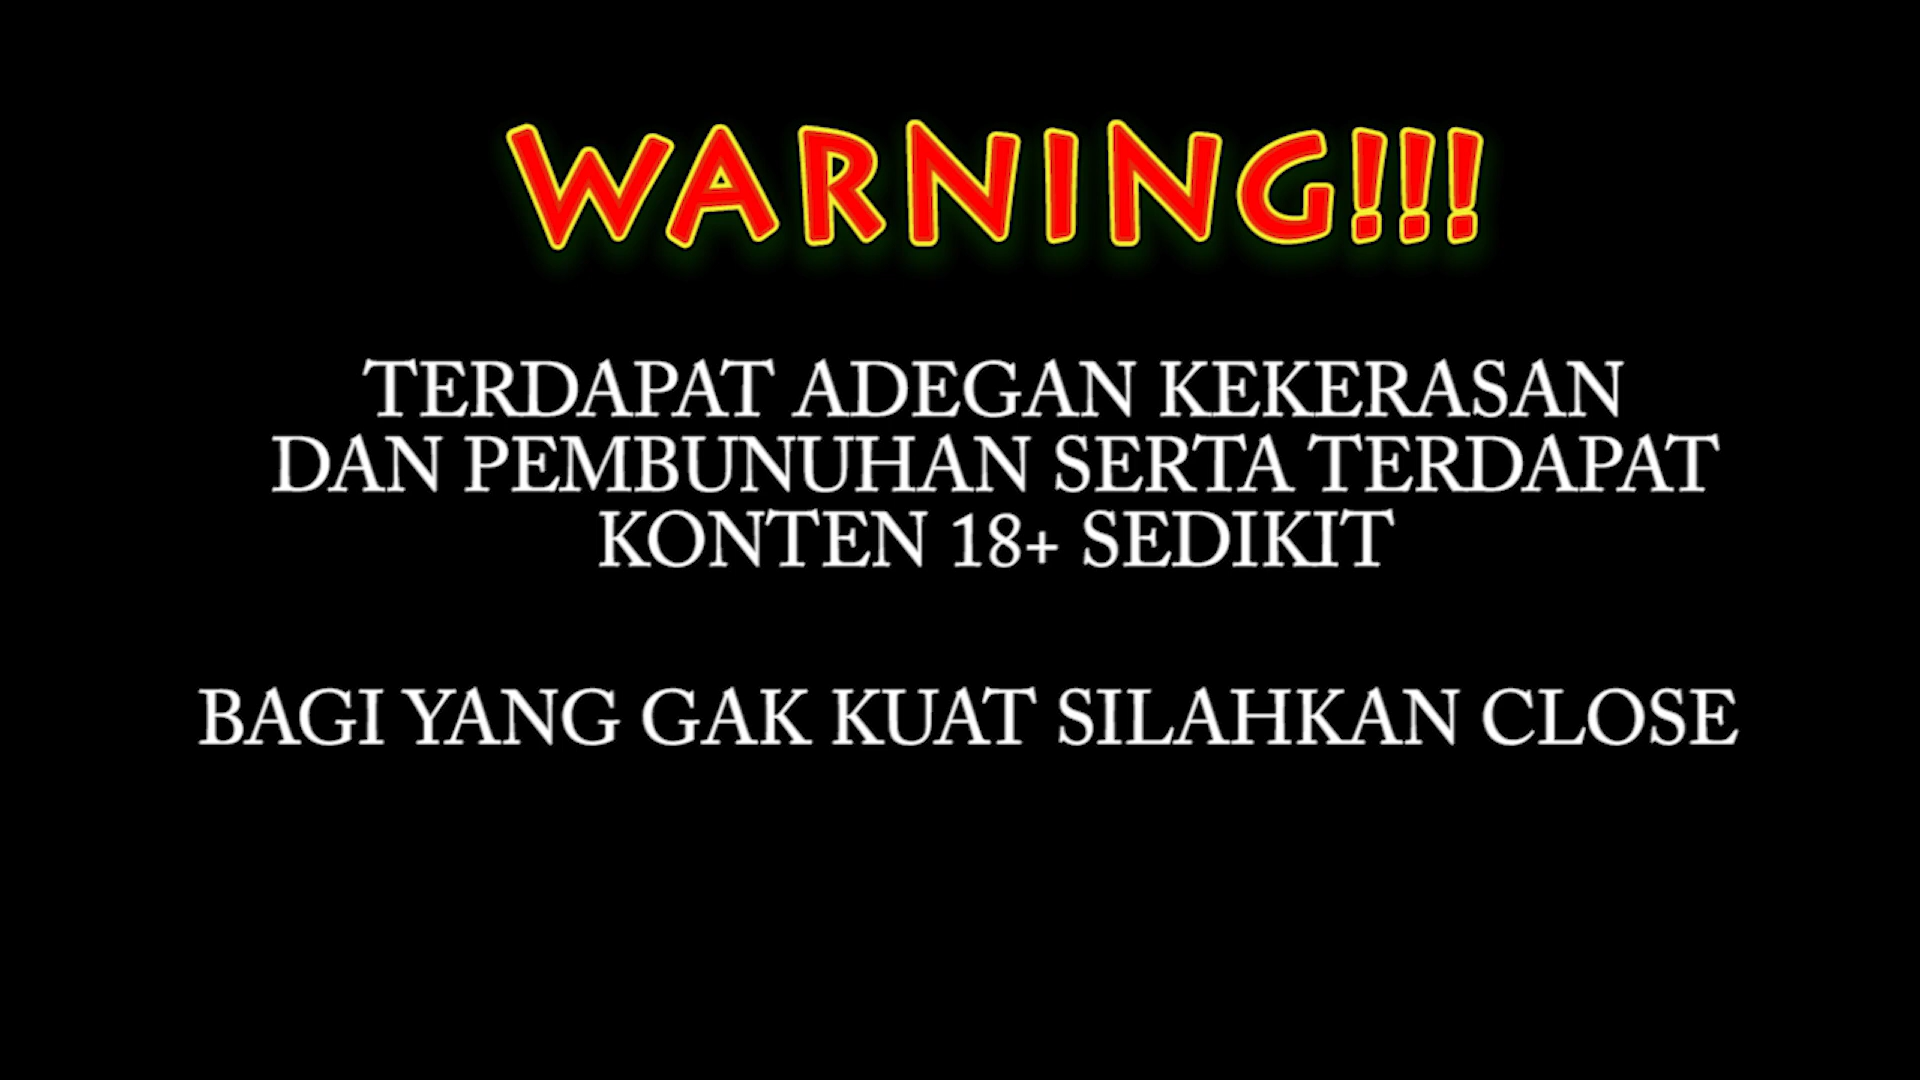 WARNING!!!
TERDAPAT ADEGAN KEKERASAN
DAN PEMBUNUHAN SERTA TERDAPAT
KONTEN 18+ SEDIKIT
BAGI YANG GAK KUAT SILAHKAN CLOSE